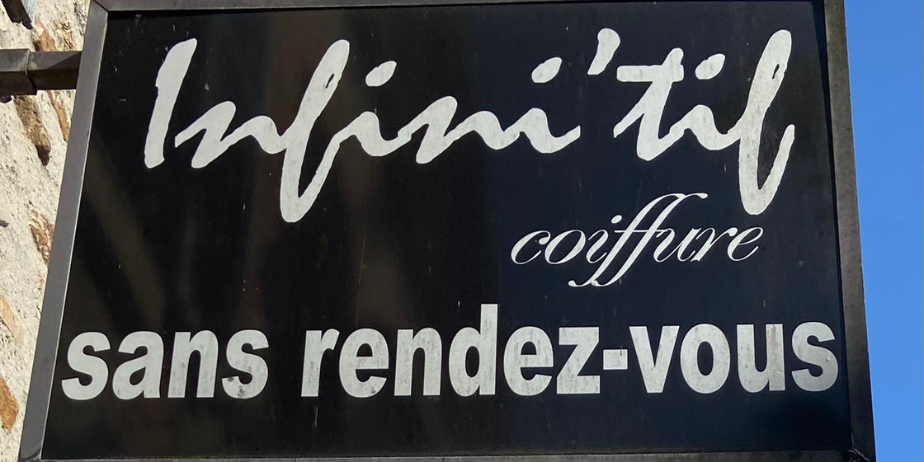 Infini'tif
coiffure
sans rendez-vous